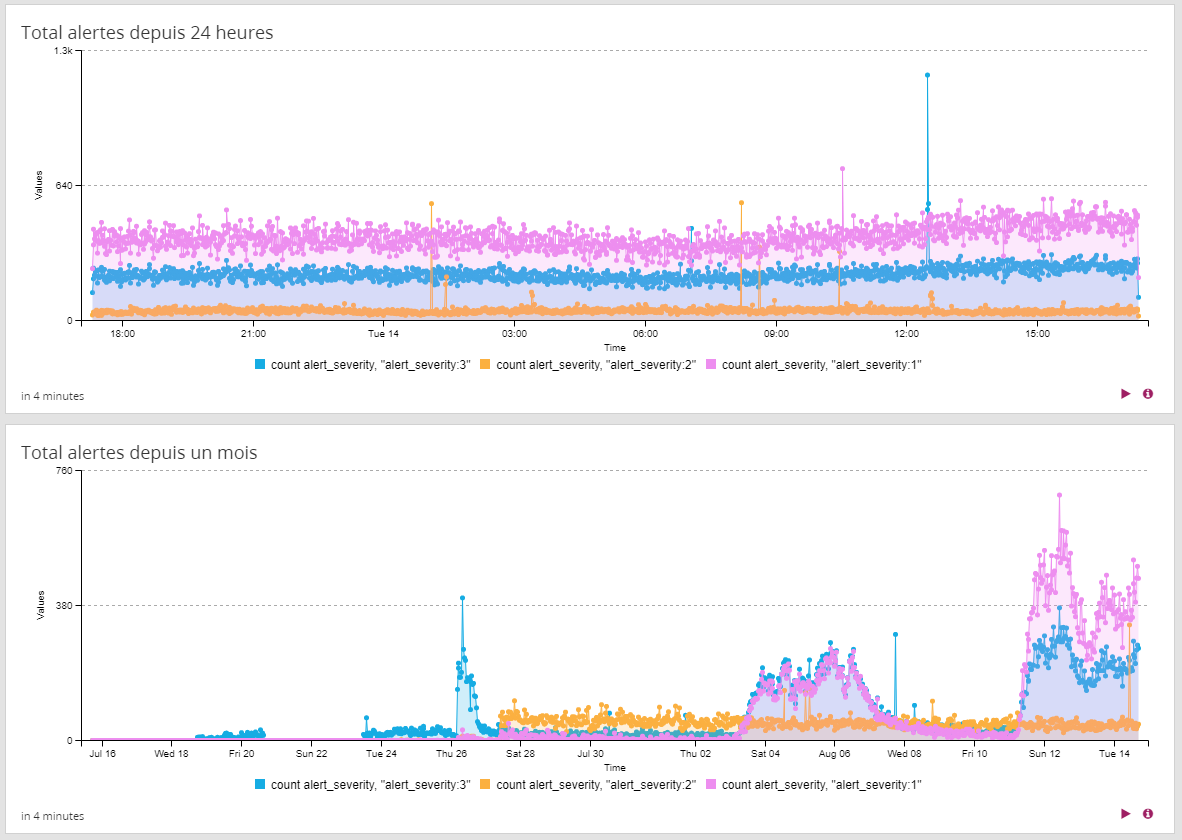 Total alertes depuis 24 heures
1.3k
640
0
Values
18:00 21:00 Tue 14 03:00 06:00 09:00 12:00 15:00
Time
count alert_severity, "alert_severity:3" count alert_severity, "alert_severity:2" count alert_severity, "alert_severity:1"
in 4 minutes
Total alertes depuis un mois
760
380
0
Values
Jul 16 Wed 18 Fri 20 Sun 22 Tue 24 Thu 26 Sat 28 Jul 30 Thu 02 Sat 04 Aug 06 Wed 08 Fri 10 Sun 12 Tue 14
Time
count alert_severity, "alert_severity:3" count alert_severity, "alert_severity:2" count alert_severity, "alert_severity:1"
in 4 minutes